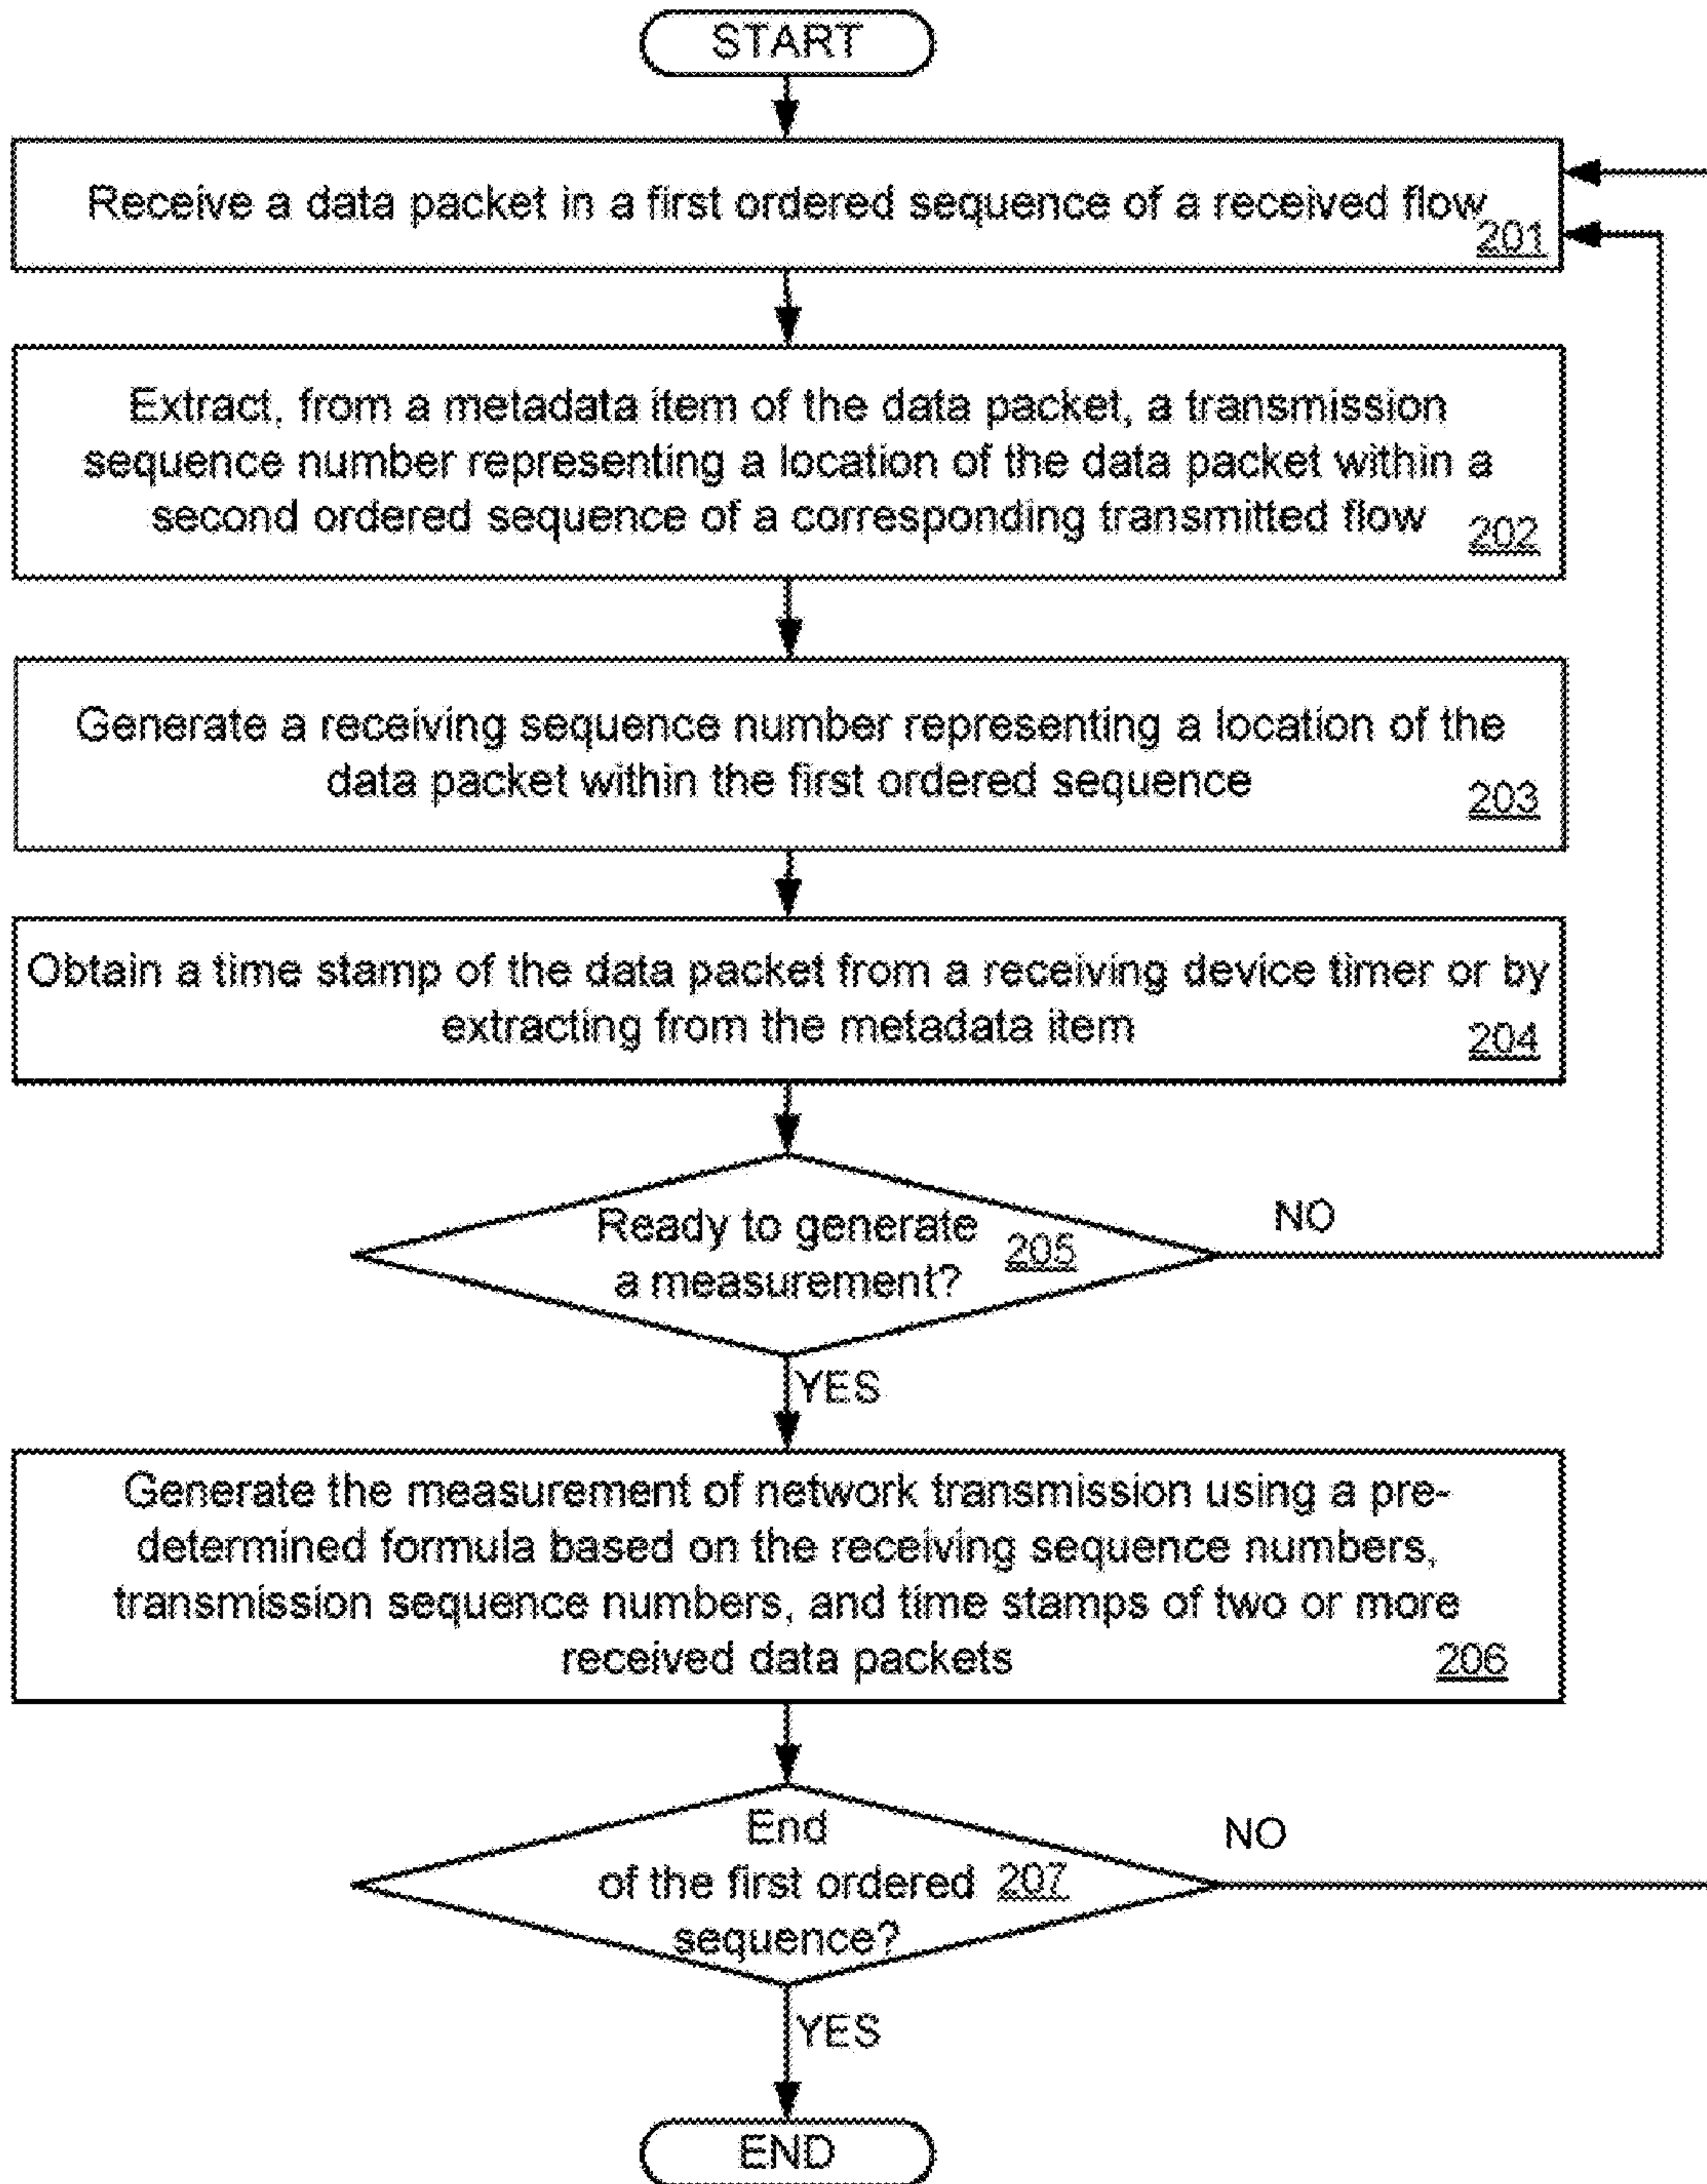 START
Receive a data packet in a first ordered sequence of a received flow
201
Extract, from a metadata item of the data packet, a transmission
sequence number representing a location of the data packet within a
second ordered sequence of a corresponding transmitted flow
202
Generate a receiving sequence number representing a location of the
data packet within the first ordered sequence
203
Obtain a time stamp of the data packet from a receiving device timer or by
extracting from the metadata item
204
Ready to generate
a measurement?
205
NO
YES
Generate the measurement of network transmission using a pre-
determined formula based on the receiving sequence numbers,
transmission sequence numbers, and time stamps of two or more
received data packets
206
End
of the first ordered
sequence?
207
NO
YES
END